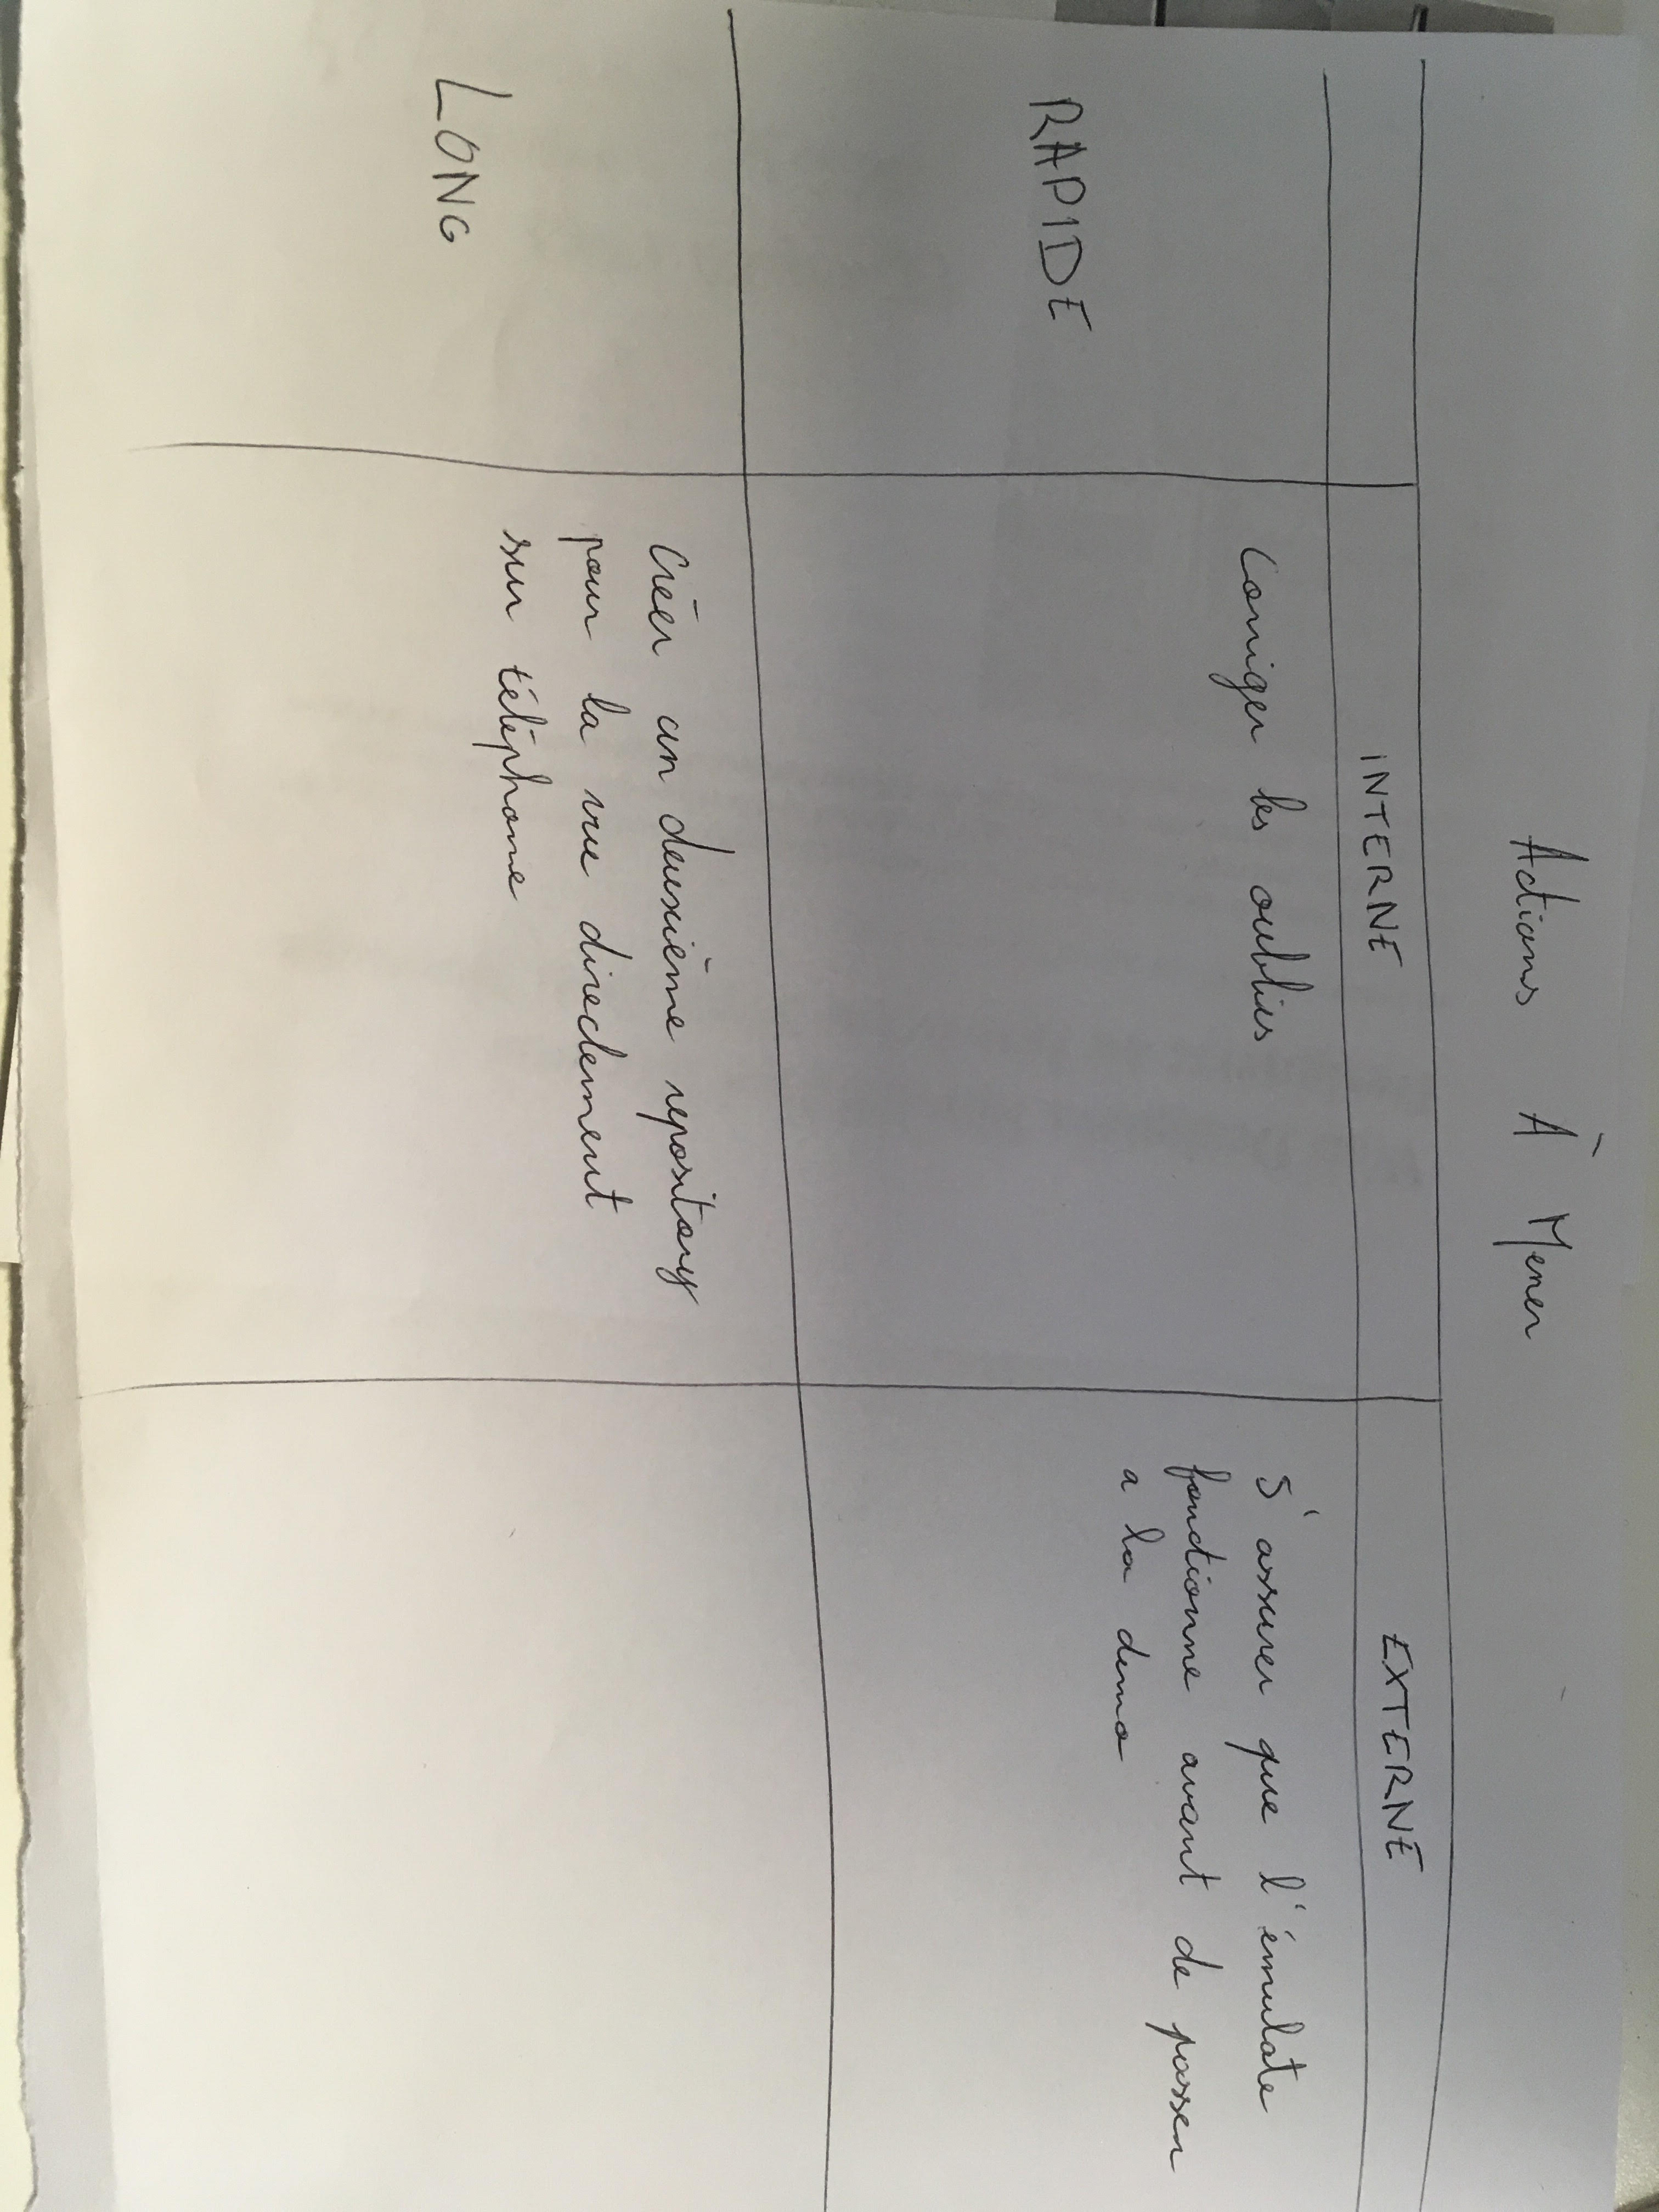 Actions À Mener
INTERNE EXTERNE
RAPIDE
Corriger les oublies
S'assurer que l'émulate
fonctionne avant de passer
a la demo
LONG
Créer un deuxième repository
pour la vue directement
sur téléphone